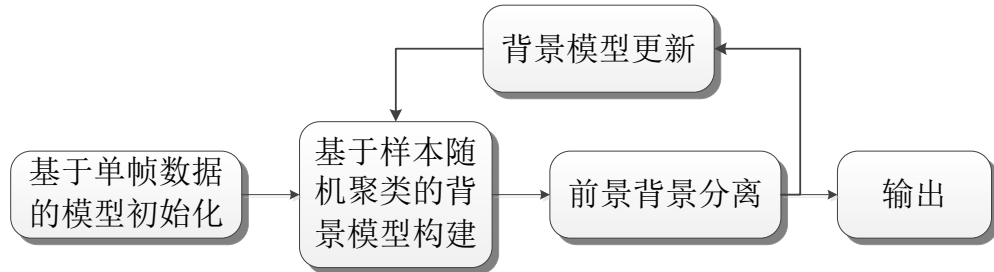 背景模型更新
基于单帧数据
的模型初始化
基于样本随
机聚类的背
景模型构建
前景背景分离
输出